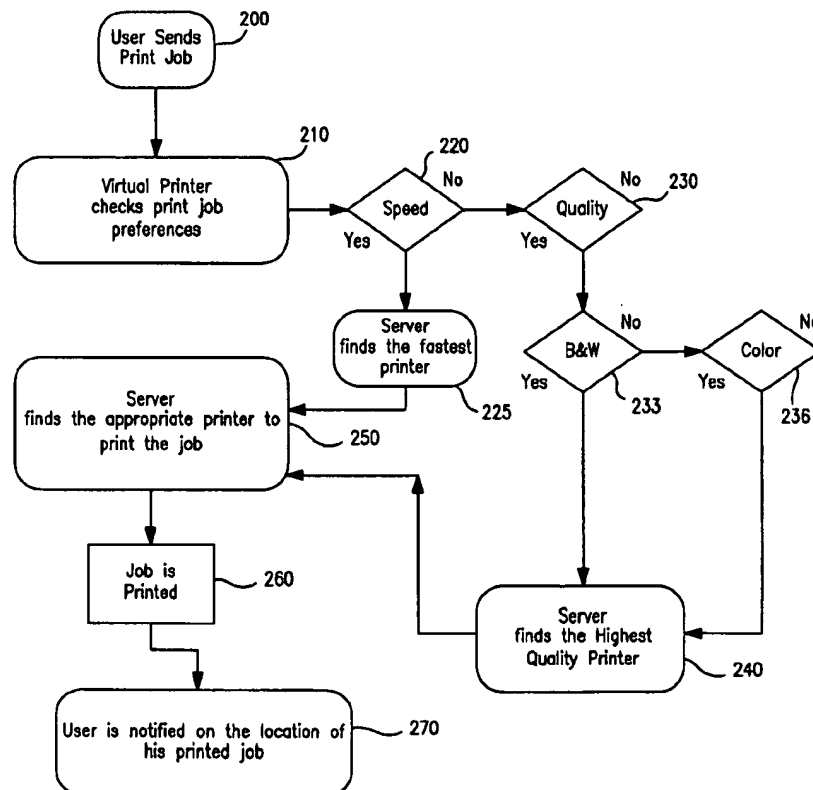 User Sends
Print Job
200
210
Virtual Printer
checks print job
preferences
220
Speed
No
Yes
230
Quality
No
Yes
Server
finds the fastest
printer
225
B&W
No
Yes
233
Color
No
Yes
236
Server
finds the appropriate printer to
print the job
250
Job is
Printed
260
Server
finds the Highest
Quality Printer
240
User is notified on the location of
his printed job
270